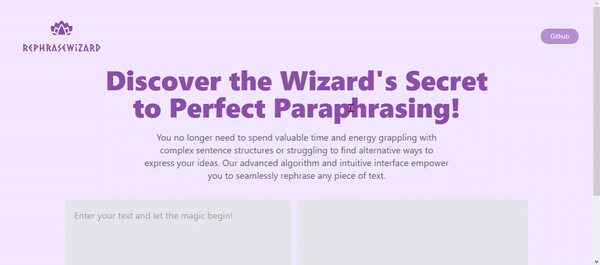 REPHRASEWIZARD
Github
Discover the Wizard's Secret
to Perfect Paraphrasing!
You no longer need to spend valuable time and energy grappling with
complex sentence structures or struggling to find alternative ways to
express your ideas. Our advanced algorithm and intuitive interface empower
you to seamlessly rephrase any piece of text.
Enter your text and let the magic begin!